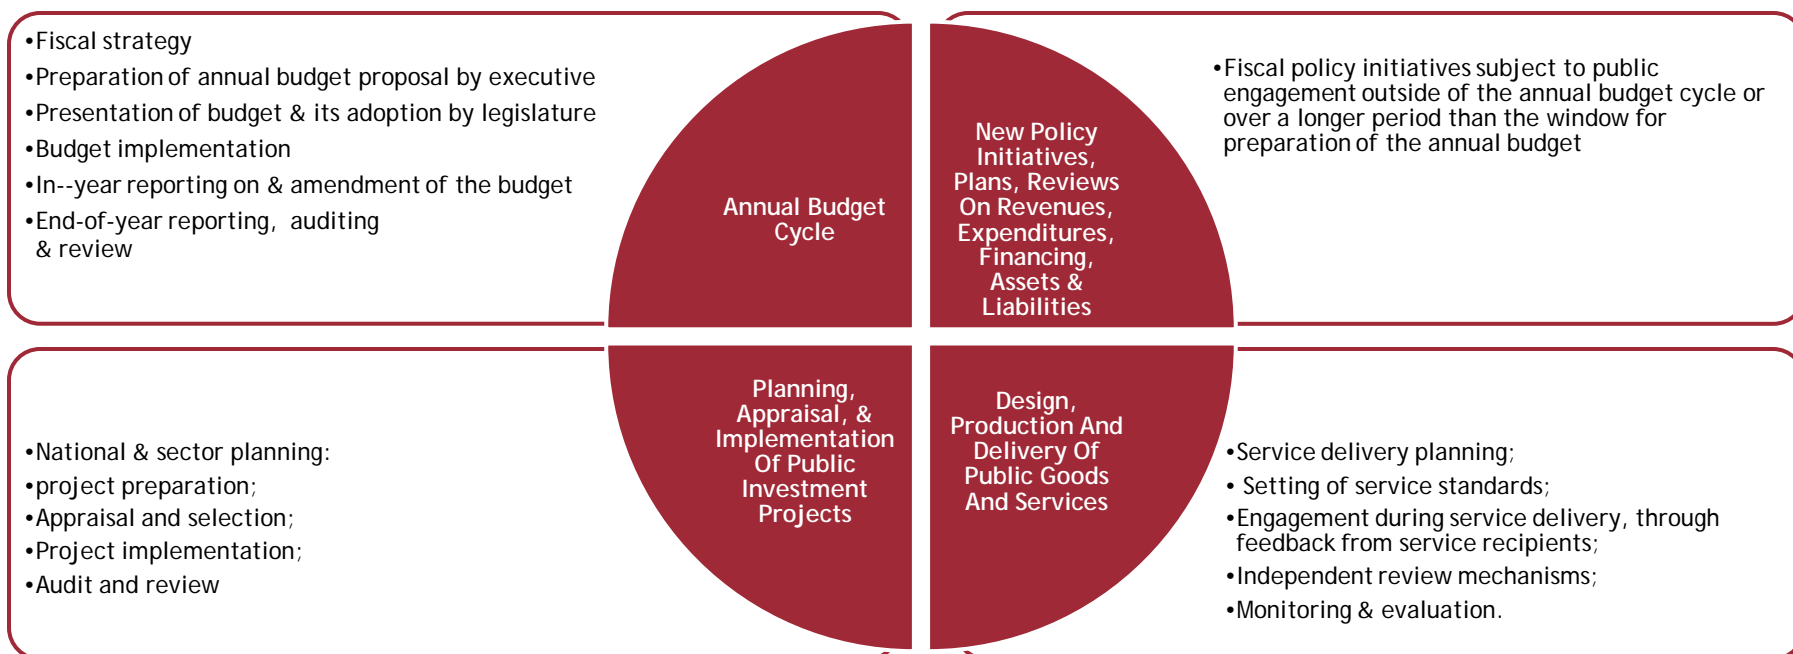 •Fiscal strategy
•Preparation of annual budget proposal by executive
•Presentation of budget & its adoption by legislature
•Budget implementation
•In--year reporting on & amendment of the budget
•End-of-year reporting, auditing
& review
Annual Budget
Cycle
New Policy
Initiatives,
Plans, Reviews
On Revenues,
Expenditures,
Financing,
Assets &
Liabilities
•Fiscal policy initiatives subject to public
engagement outside of the annual budget cycle or
over a longer period than the window for
preparation of the annual budget
•National & sector planning:
•project preparation;
•Appraisal and selection;
•Project implementation;
•Audit and review
Planning,
Appraisal, &
Implementation
Of Public
Investment
Projects
Design,
Production And
Delivery Of
Public Goods
And Services
•Service delivery planning;
• Setting of service standards;
•Engagement during service delivery, through
feedback from service recipients;
•Independent review mechanisms;
•Monitoring & evaluation.